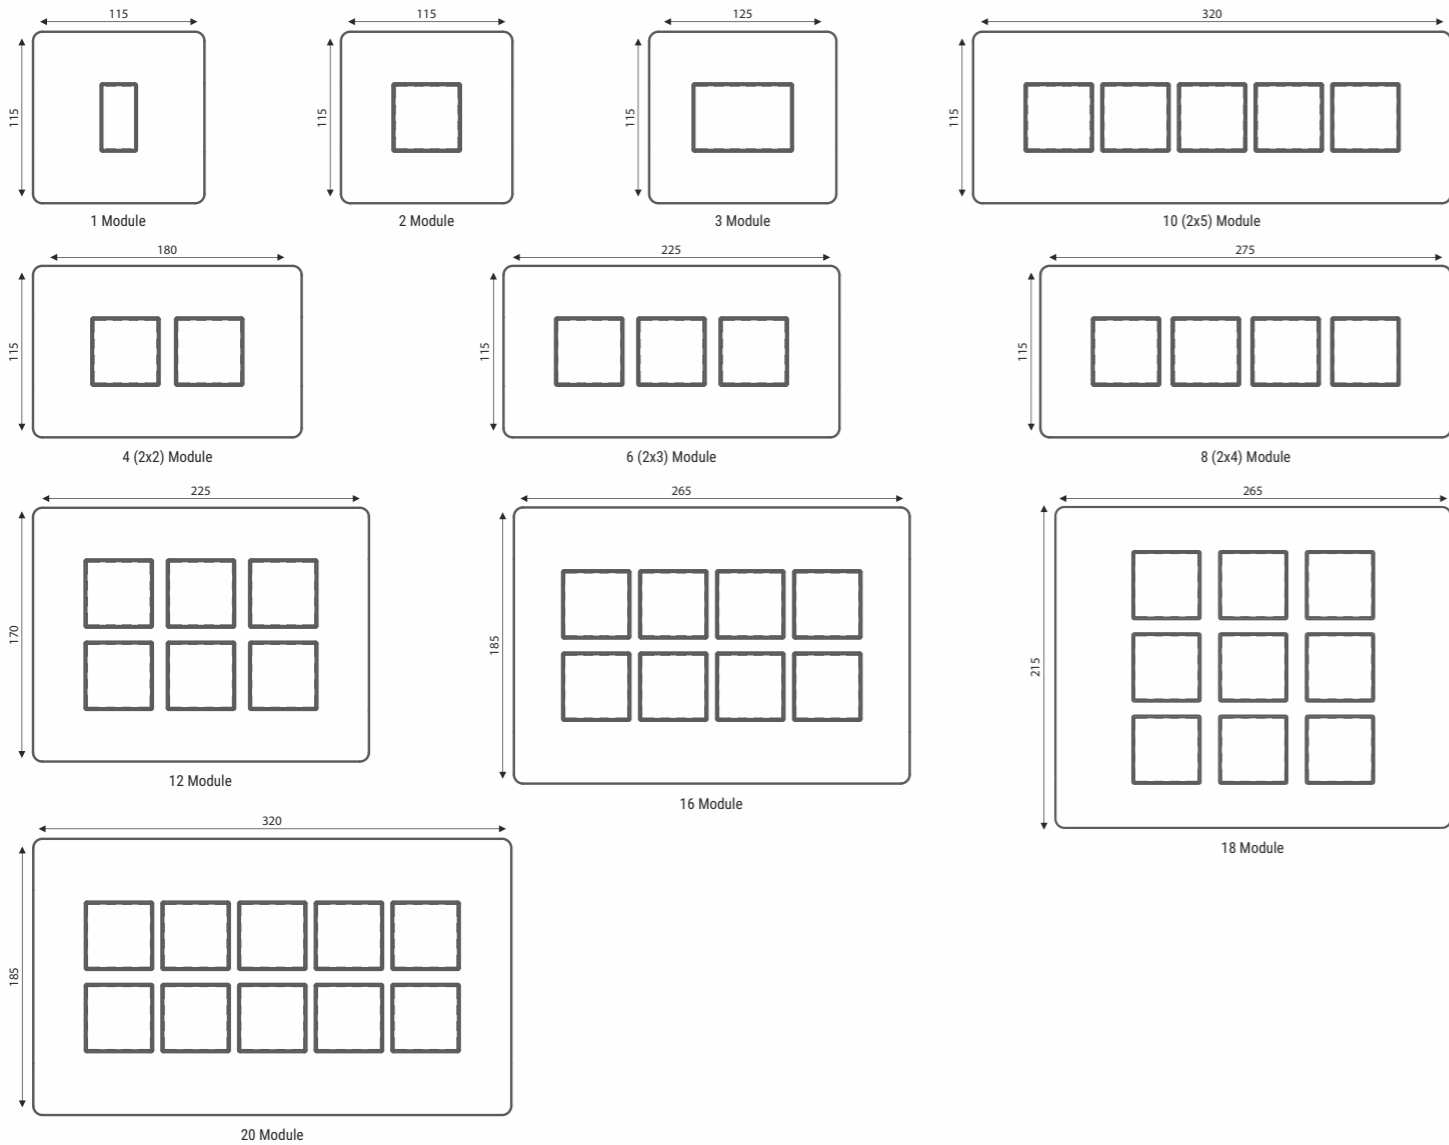 115
115
1 Module
115
115
2 Module
125
115
3 Module
320
115
10 (2x5) Module
180
115
4 (2x2) Module
225
115
6 (2x3) Module
275
115
8 (2x4) Module
225
170
12 Module
265
185
16 Module
265
215
18 Module
320
185
20 Module